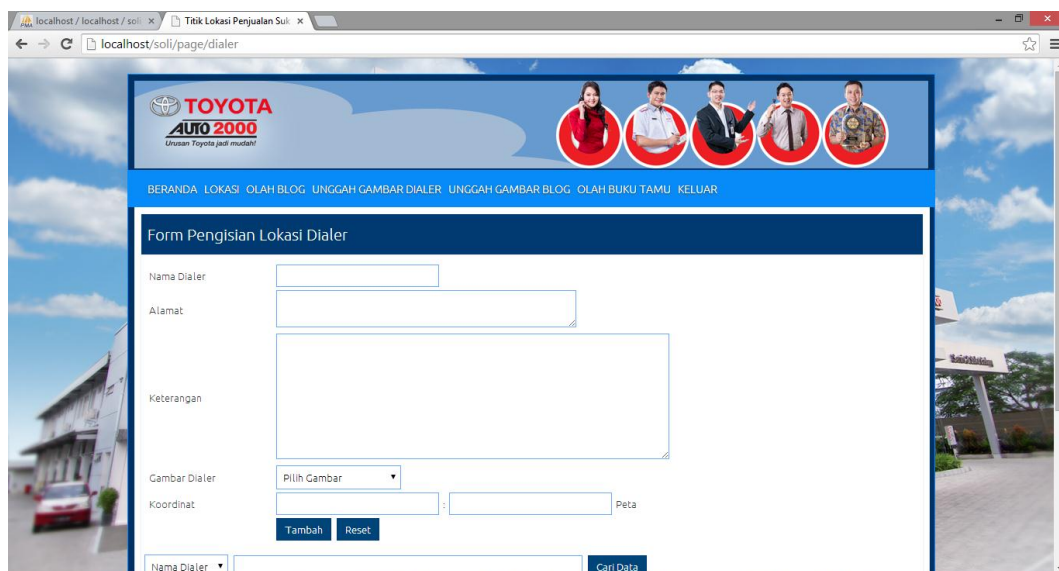 localhost / localhost / soli
Titik Lokasi Penjualan Suk
localhost/soli/page/dialer
TOYOTA
AUTO 2000
Urusan Toyota jadi mudah!
BERANDA LOKASI OLAH BLOG UNGGAH GAMBAR DIALER UNGGAH GAMBAR BLOG OLAH BUKU TAMU KELUAR
Form Pengisian Lokasi Dialer
Nama Dialer
Alamat
Keterangan
Gambar Dialer Pilih Gambar
Koordinat : Peta
Tambah Reset
Nama Dialer Cari Data